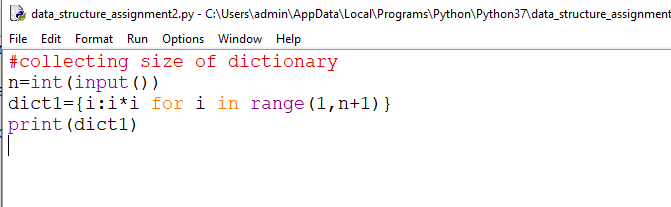 data_structure_assignment2.py - C:\Users\admin\AppData\Local\Programs\Python\Python37\data_structure_assignment
File Edit Format Run Options Window Help
#collecting size of dictionary
n=int(input())
dict1={i:i*i for i in range(1,n+1)}
print(dict1)